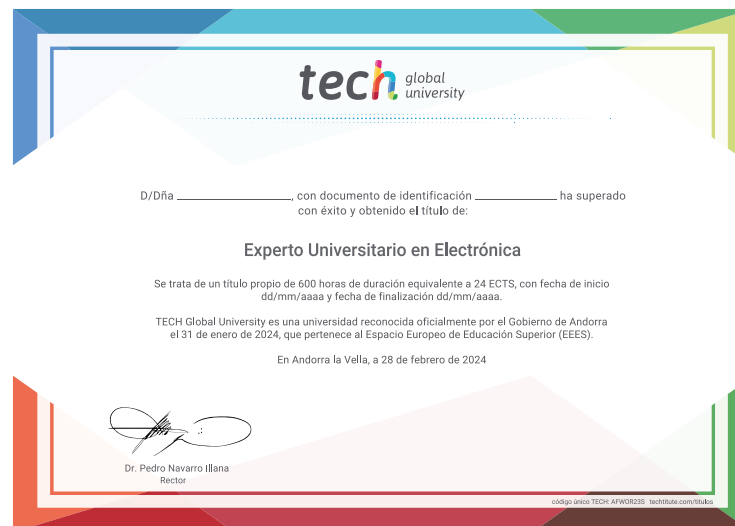 tech global
university
D/Dña ______________, con documento de identificación __________ ha superado
con éxito y obtenido el título de:
Experto Universitario en Electrónica
Se trata de un título propio de 600 horas de duración equivalente a 24 ECTS, con fecha de inicio
dd/mm/aaaa y fecha de finalización dd/mm/aaaa.
TECH Global University es una universidad reconocida oficialmente por el Gobierno de Andorra
el 31 de enero de 2024, que pertenece al Espacio Europeo de Educación Superior (EEES).
En Andorra la Vella, a 28 de febrero de 2024
Dr. Pedro Navarro Illana
Rector
código único TECH: AFWOR23S techtitute.com/titulos